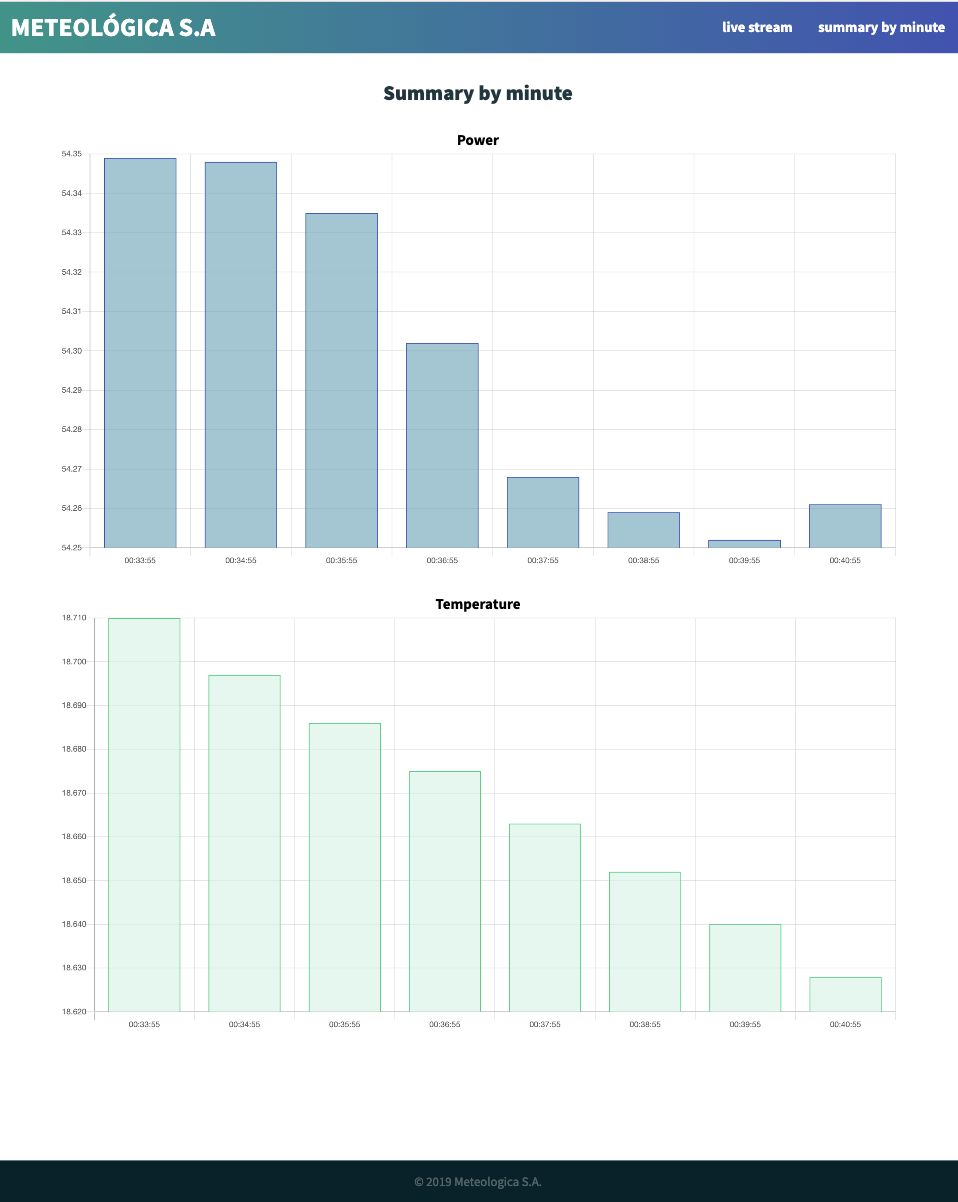 METEOLÓGICA S.A
live stream summary by minute
Summary by minute
Power
54.35
54.34
54.33
54.32
54.31
54.30
54.29
54.28
54.27
54.26
54.25
00:33:55 00:34:55 00:35:55 00:36:55 00:37:55 00:38:55 00:39:55 00:40:55
Temperature
18.710
18.700
18.690
18.680
18.670
18.660
18.650
18.640
18.630
18.620
00:33:55 00:34:55 00:35:55 00:36:55 00:37:55 00:38:55 00:39:55 00:40:55
© 2019 Meteologica S.A.